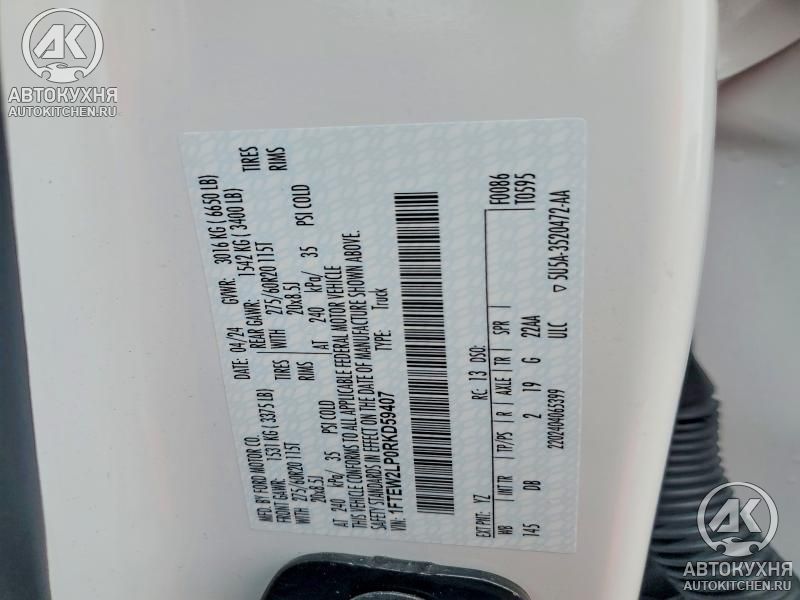 АК
АВТОКУХНЯ
AUTOKITCHEN.RU
MFD. BY FORD MOTOR CO.
DATE: 04/24 GVWR: 3016 KG ( 6650 LB)
FRONT GAWR: 1531 KG ( 3375 LB) REAR GAWR: 1542 KG ( 3400 LB)
WITH 275/60R20 115T TIRES WITH 275/60R20 115T TIRES
20x8.5J RIMS 20x8.5J RIMS
AT 240 kPa/ 35 PSI COLD AT 240 kPa/ 35 PSI COLD
THIS VEHICLE CONFORMS TO ALL APPLICABLE FEDERAL MOTOR VEHICLE
SAFETY STANDARDS IN EFFECT ON THE DATE OF MANUFACTURE SHOWN ABOVE.
VIN: 1FTEW2LP0RKD59407 TYPE: Truck
F0086
T0595
EXT PNT: YZ RC: 13 DSO:
WB INT TR TP/PS R AXLE TR SPR
145 DB 2 19 G 22AA
2202404065399 ULC ▽ 5U5A-3520472-AA
АК
АВТОКУХНЯ
AUTOKITCHEN.RU